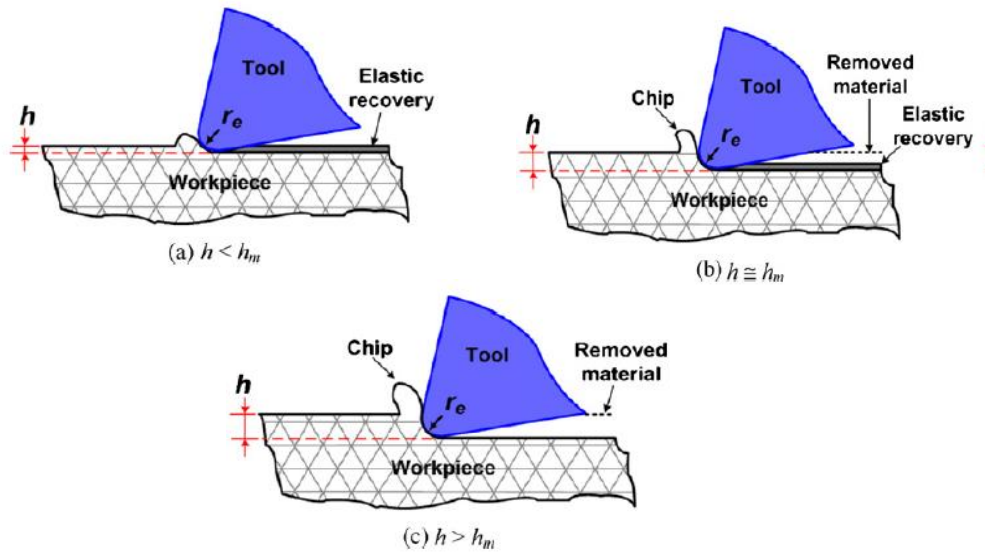 Tool
Elastic
recovery
h
r_e
Workpiece
(a) h < h_m
Tool
Removed
material
Chip
Elastic
recovery
h
r_e
Workpiece
(b) h ≅ h_m
Chip
Tool
Removed
material
h
r_e
Workpiece
(c) h > h_m